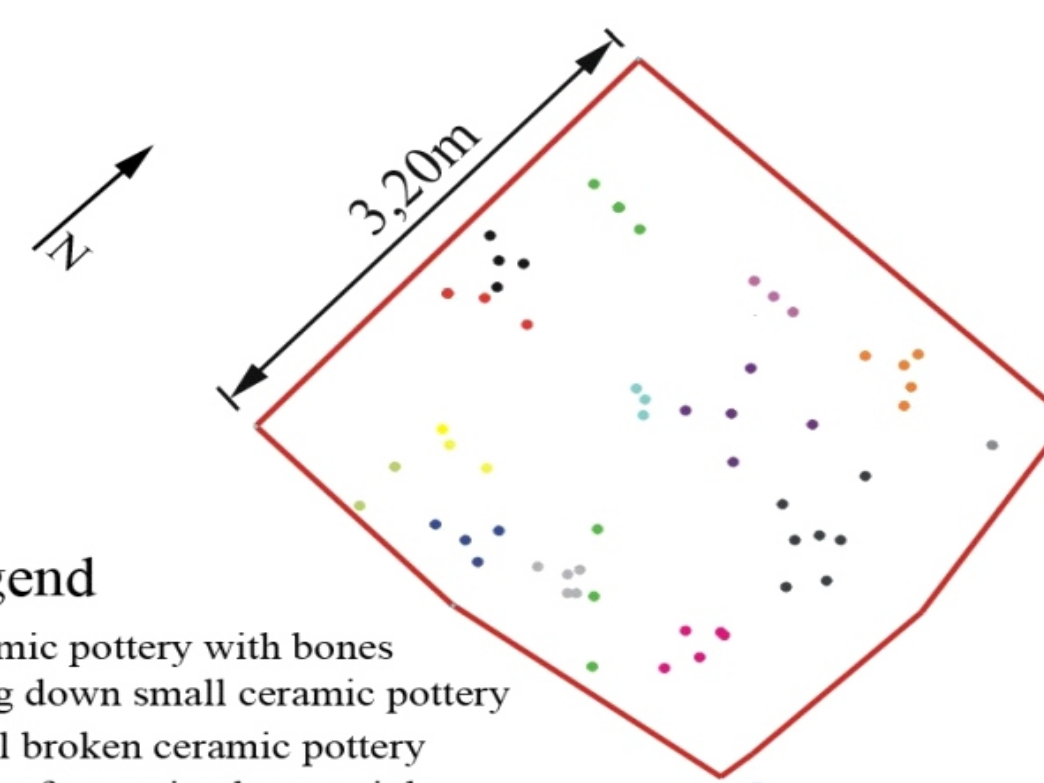 3,20m
N
gend
mic pottery with bones
g down small ceramic pottery
l broken ceramic pottery